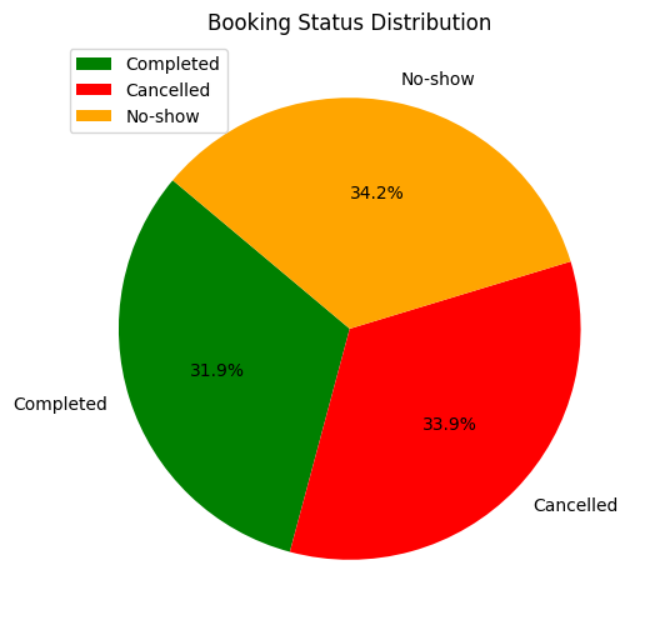 Booking Status Distribution
Completed
Cancelled
No-show
No-show
34.2%
31.9%
Completed
33.9%
Cancelled